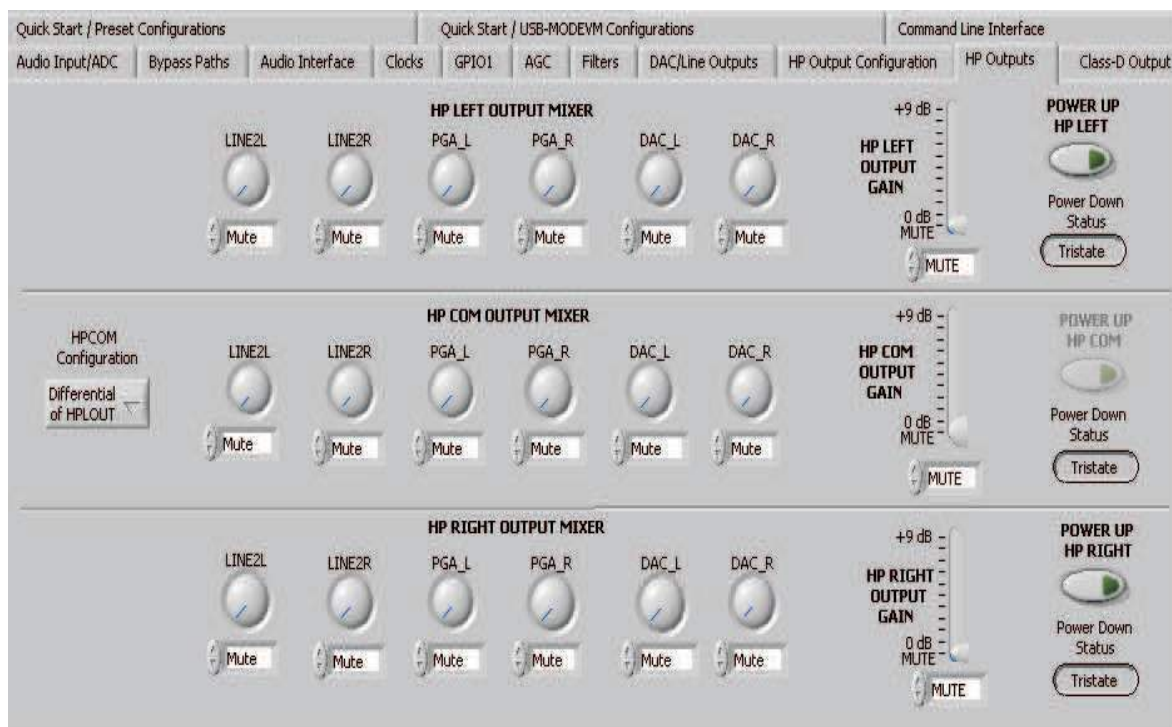 Quick Start / Preset Configurations Quick Start / USB-MODEVM Configurations Command Line Interface
Audio Input/ADC Bypass Paths Audio Interface Clocks GPIO1 AGC Filters DAC/Line Outputs HP Output Configuration HP Outputs Class-D Output
HP LEFT OUTPUT MIXER
LINE2L LINE2R PGA_L PGA_R DAC_L DAC_R
Mute Mute Mute Mute Mute Mute
+9 dB
HP LEFT
OUTPUT
GAIN
0 dB
MUTE
MUTE
POWER UP
HP LEFT
Power Down
Status
Tristate
HPCOM
Configuration
Differential
of HPLOUT
HP COM OUTPUT MIXER
LINE2L LINE2R PGA_L PGA_R DAC_L DAC_R
Mute Mute Mute Mute Mute Mute
+9 dB
HP COM
OUTPUT
GAIN
0 dB
MUTE
MUTE
POWER UP
HP COM
Power Down
Status
Tristate
HP RIGHT OUTPUT MIXER
LINE2L LINE2R PGA_L PGA_R DAC_L DAC_R
Mute Mute Mute Mute Mute Mute
+9 dB
HP RIGHT
OUTPUT
GAIN
0 dB
MUTE
MUTE
POWER UP
HP RIGHT
Power Down
Status
Tristate